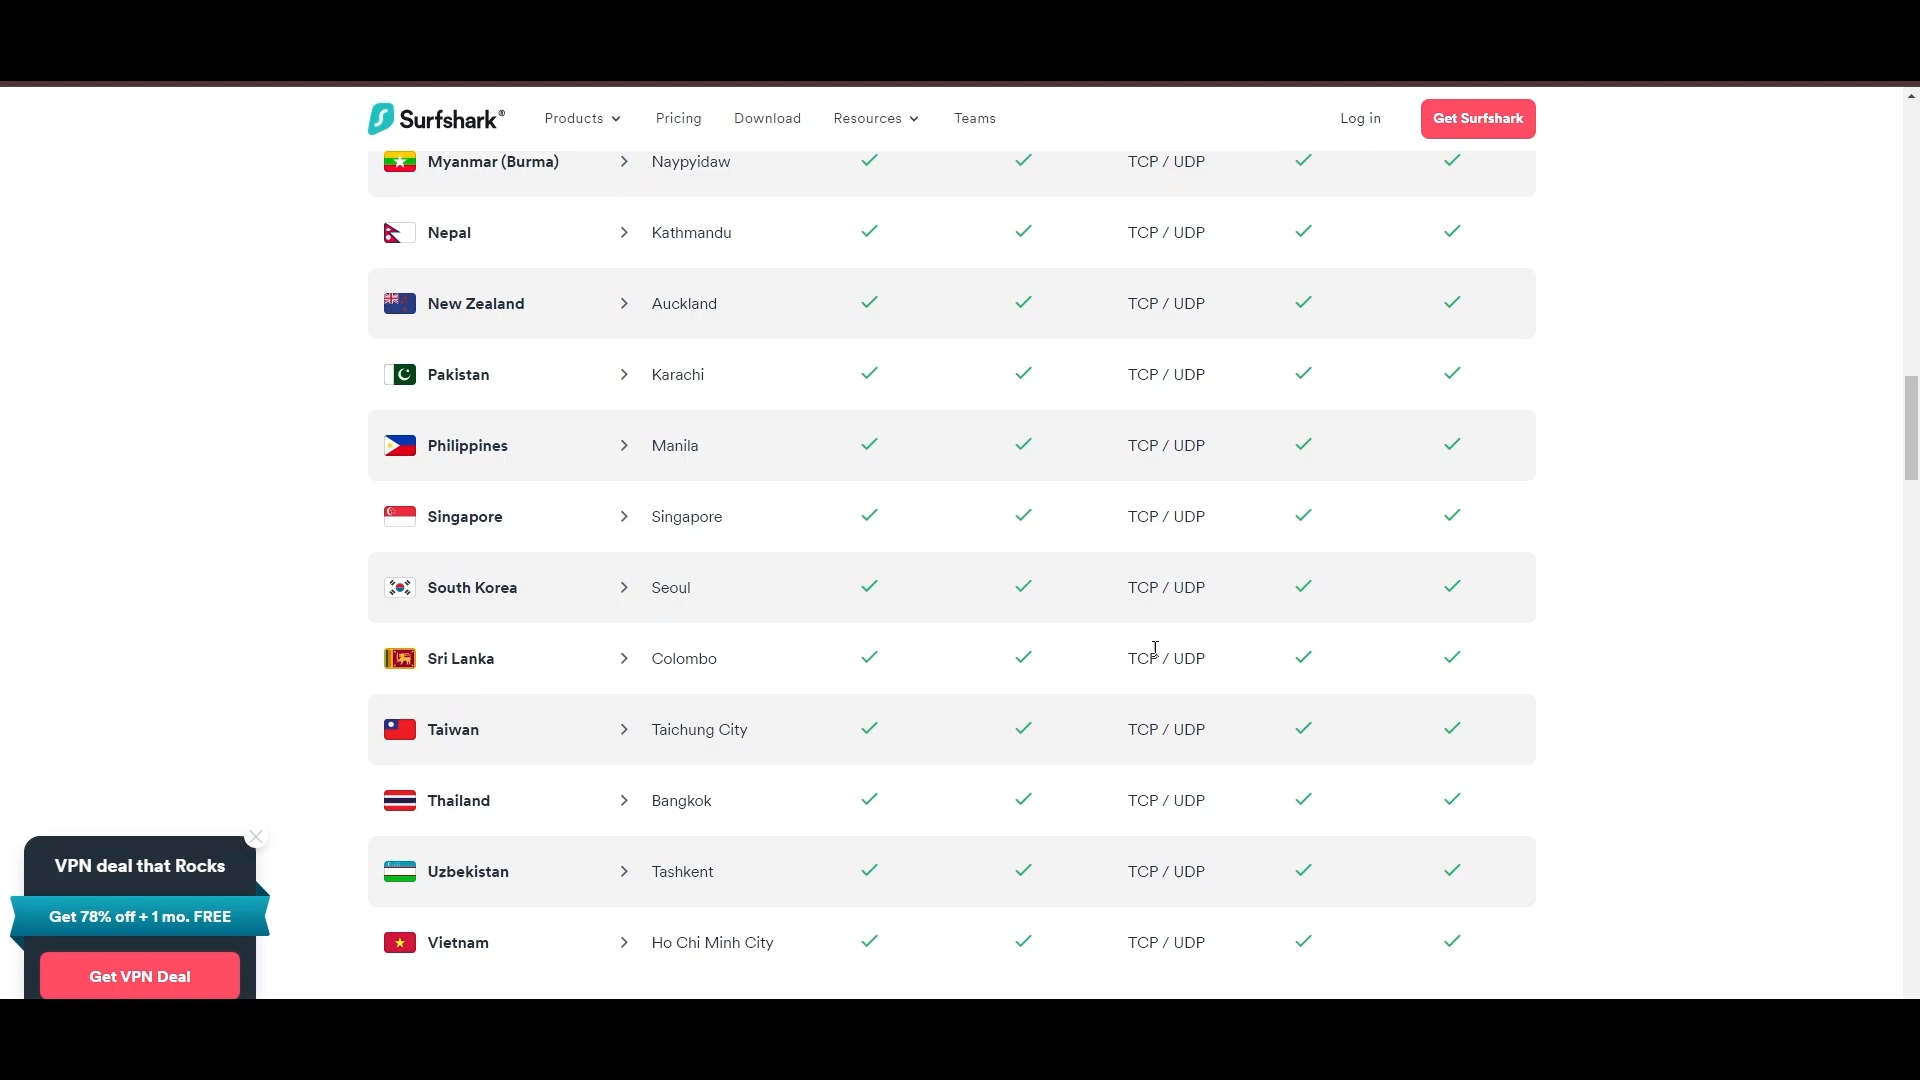 Surfshark®
Products
Pricing
Download
Resources
Teams
Log in
Get Surfshark
Myanmar (Burma) Naypyidaw TCP / UDP
Nepal Kathmandu TCP / UDP
New Zealand Auckland TCP / UDP
Pakistan Karachi TCP / UDP
Philippines Manila TCP / UDP
Singapore Singapore TCP / UDP
South Korea Seoul TCP / UDP
Sri Lanka Colombo TCP / UDP
Taiwan Taichung City TCP / UDP
Thailand Bangkok TCP / UDP
Uzbekistan Tashkent TCP / UDP
Vietnam Ho Chi Minh City TCP / UDP
VPN deal that Rocks
Get 78% off + 1 mo. FREE
Get VPN Deal